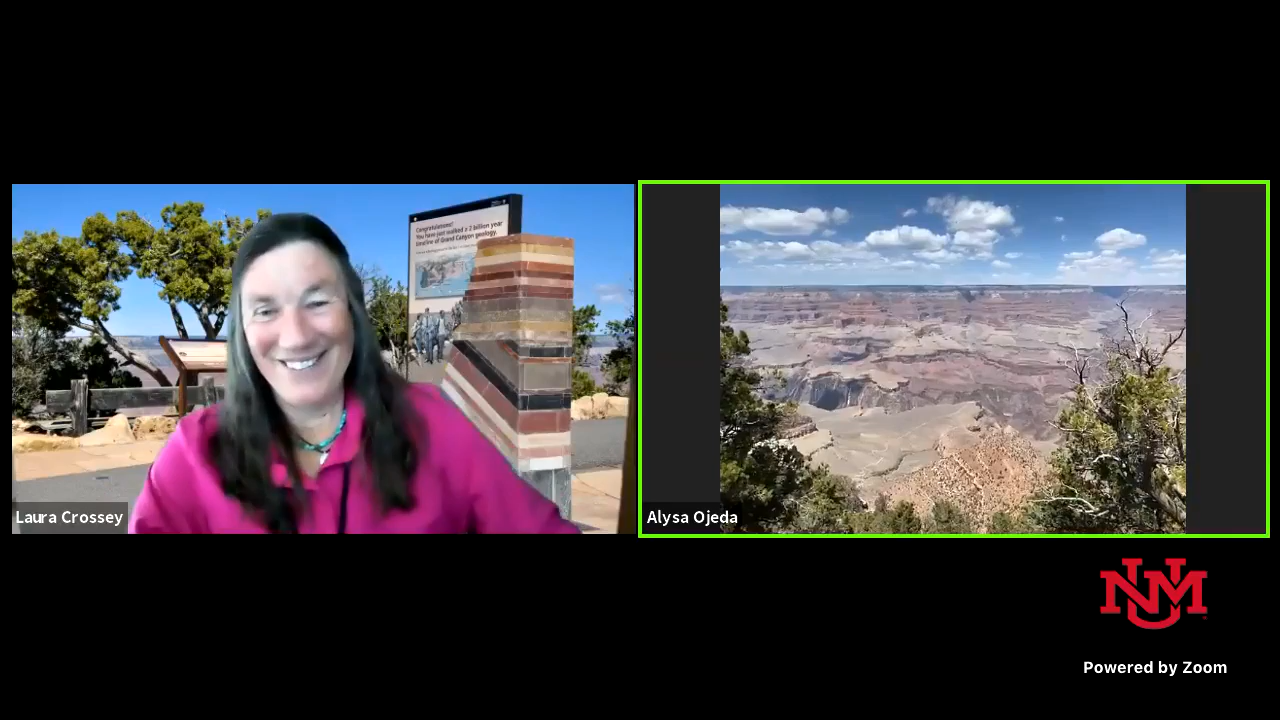 Congratulations!
You have just walked a 2 billion year
timeline of Grand Canyon geology.
Laura Crossey
Alysa Ojeda
UNM
Powered by Zoom